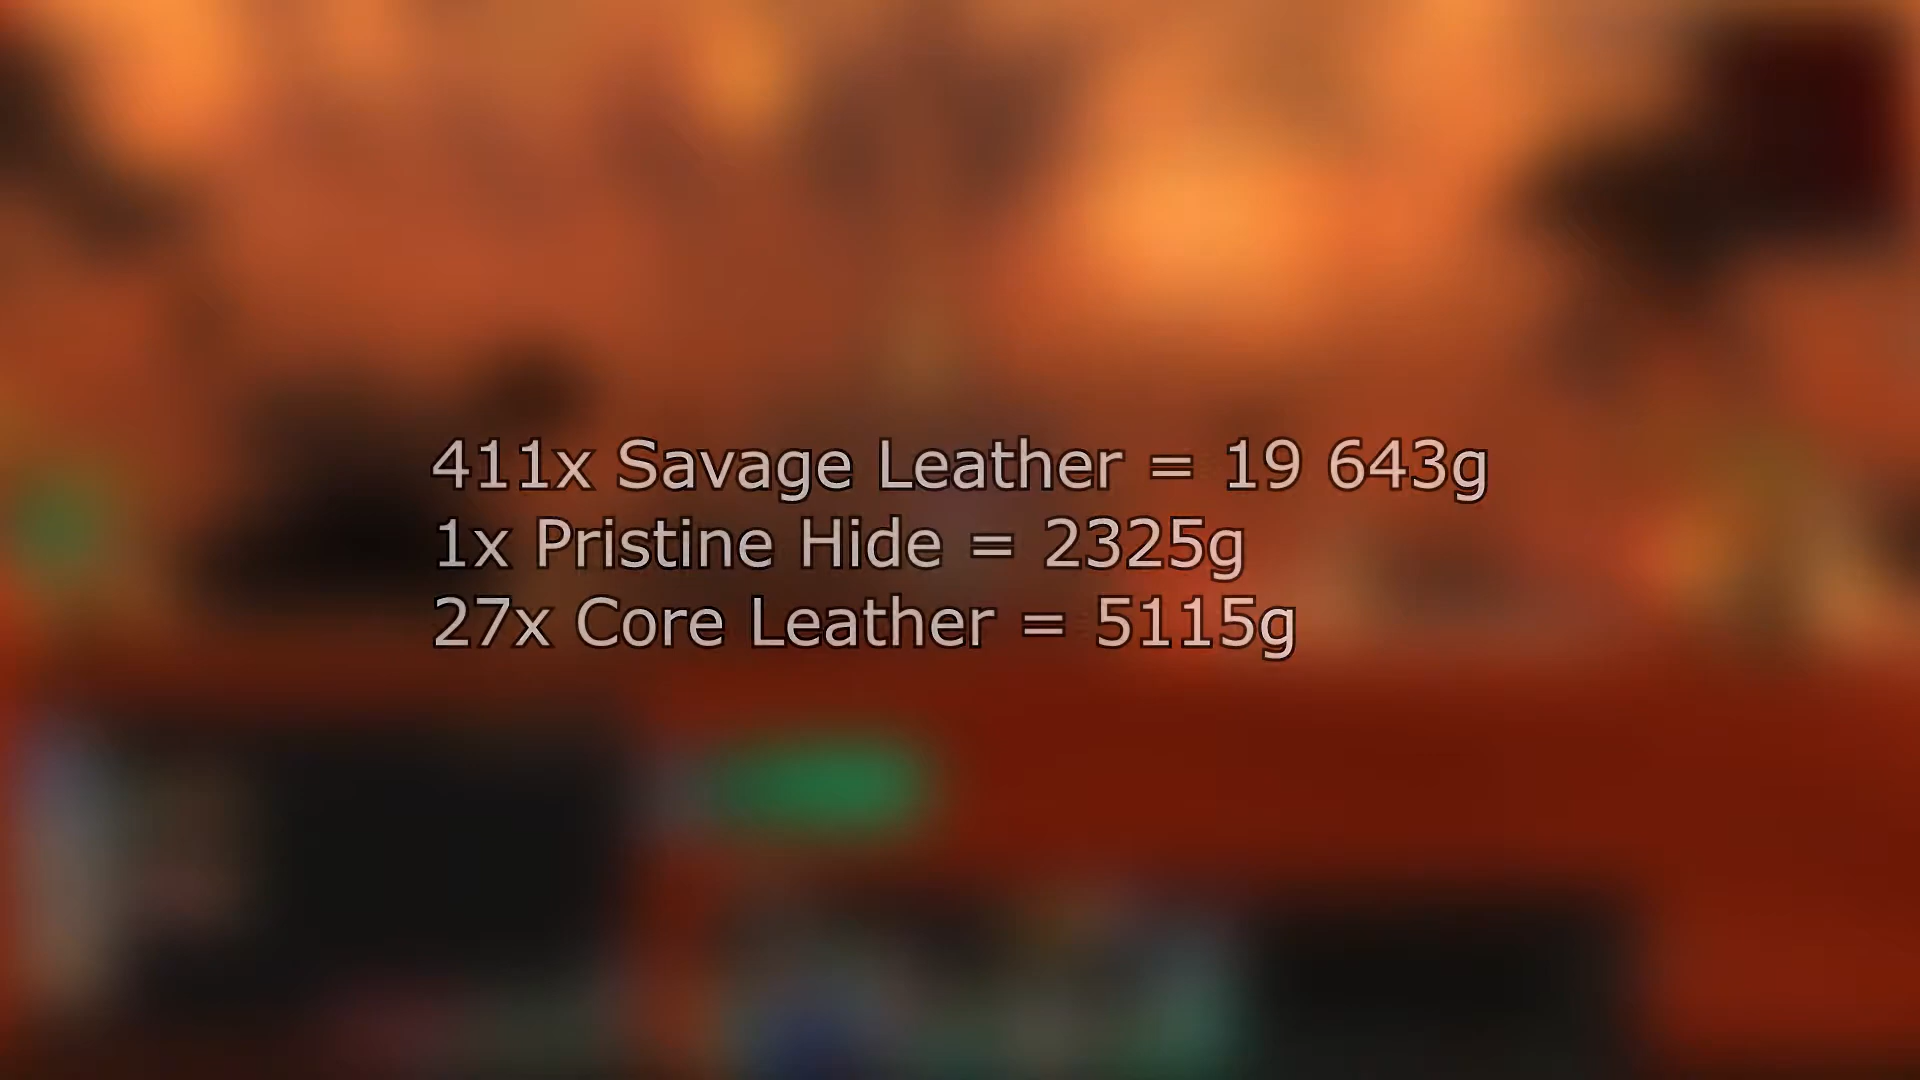 411x Savage Leather = 19 643g
1x Pristine Hide = 2325g
27x Core Leather = 5115g